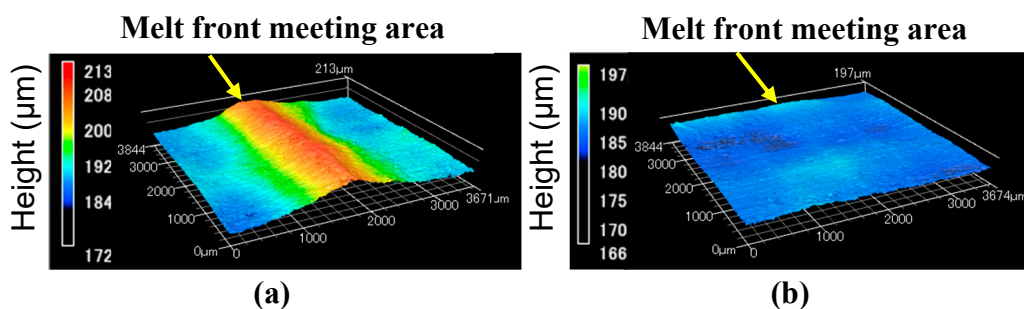 Melt front meeting area
Height (µm)
213
208
200
192
184
172
213µm
3844
3000
2000
1000
0µm
0
1000
2000
3000
3671µm
(a)
Melt front meeting area
Height (µm)
197
190
185
180
175
170
166
197µm
3844
3000
2000
1000
0µm
0
1000
2000
3000
3674µm
(b)